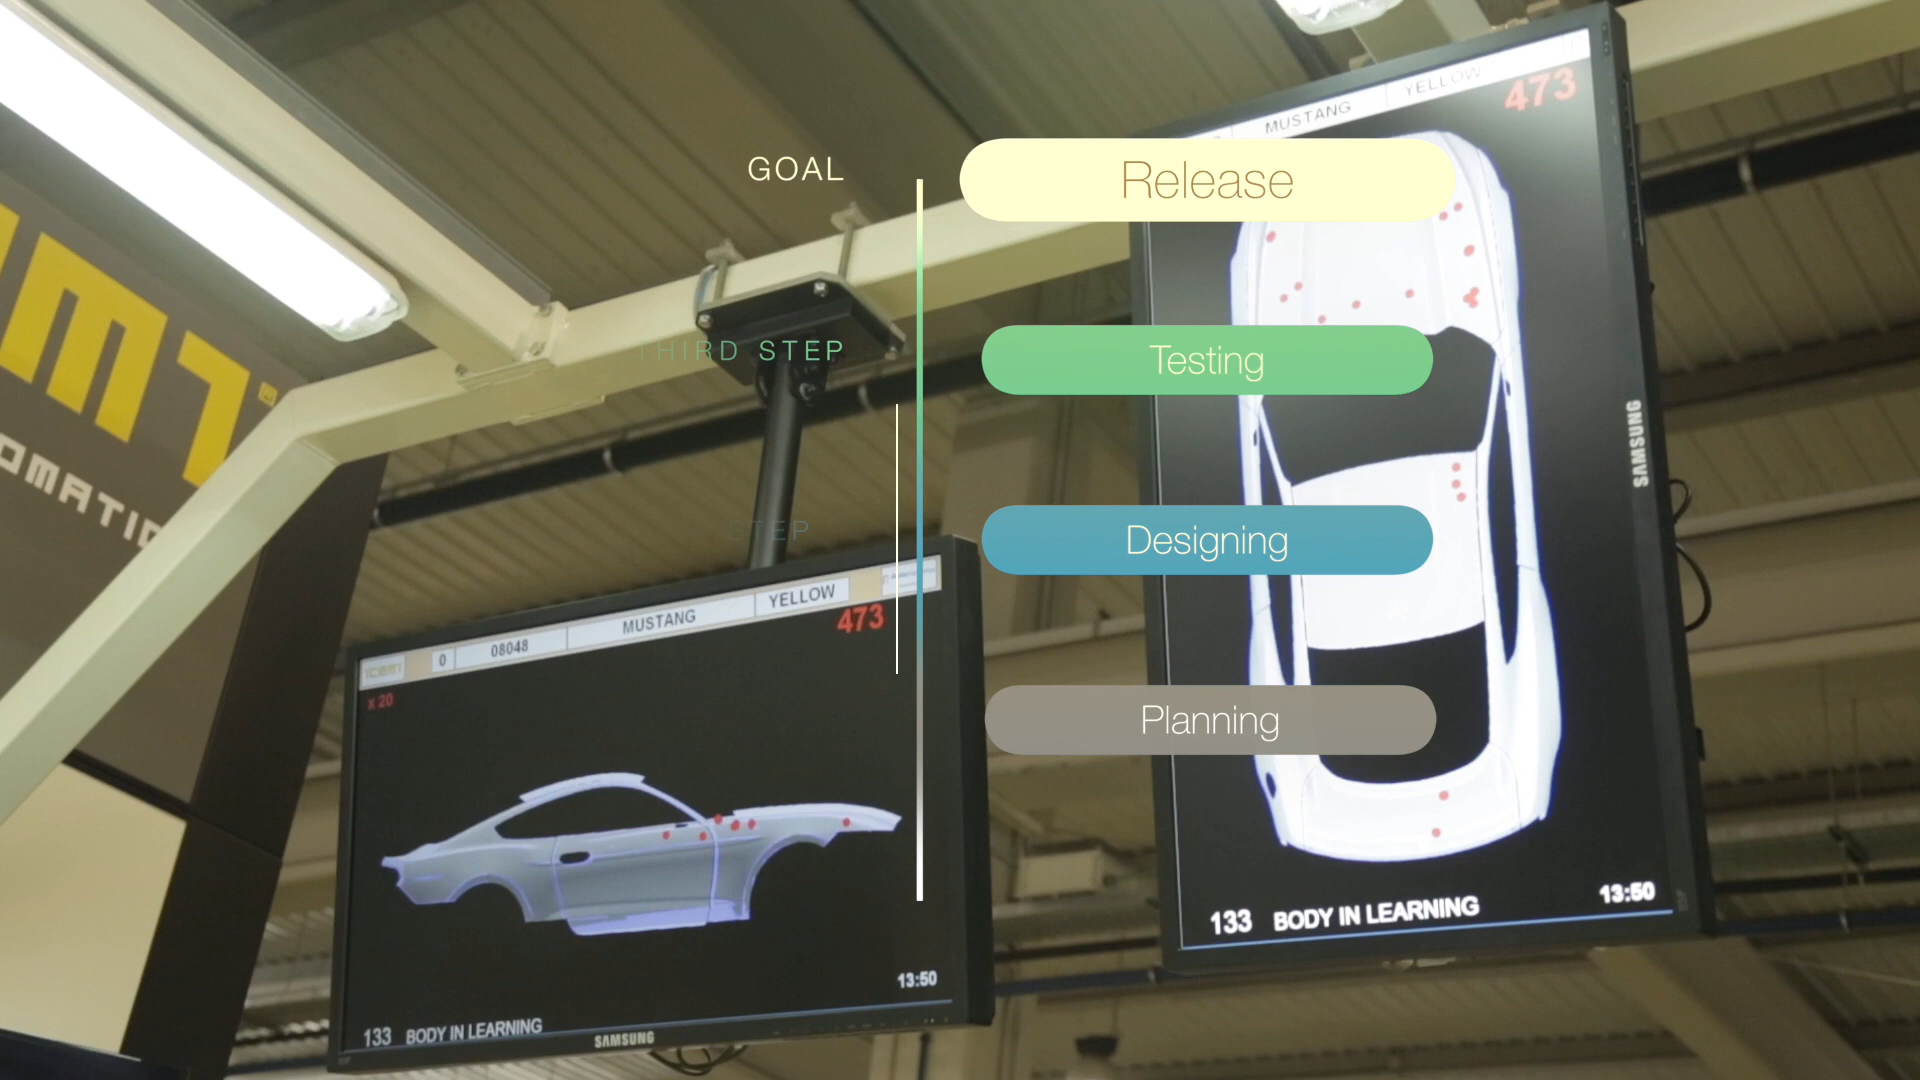 GOAL
Release
THIRD STEP
Testing
STEP
Designing
Planning
MUSTANG YELLOW
473
SAMSUNG
133 BODY IN LEARNING 13:50
0 08048 MUSTANG YELLOW
473
x 20
13:50
133 BODY IN LEARNING
SAMSUNG